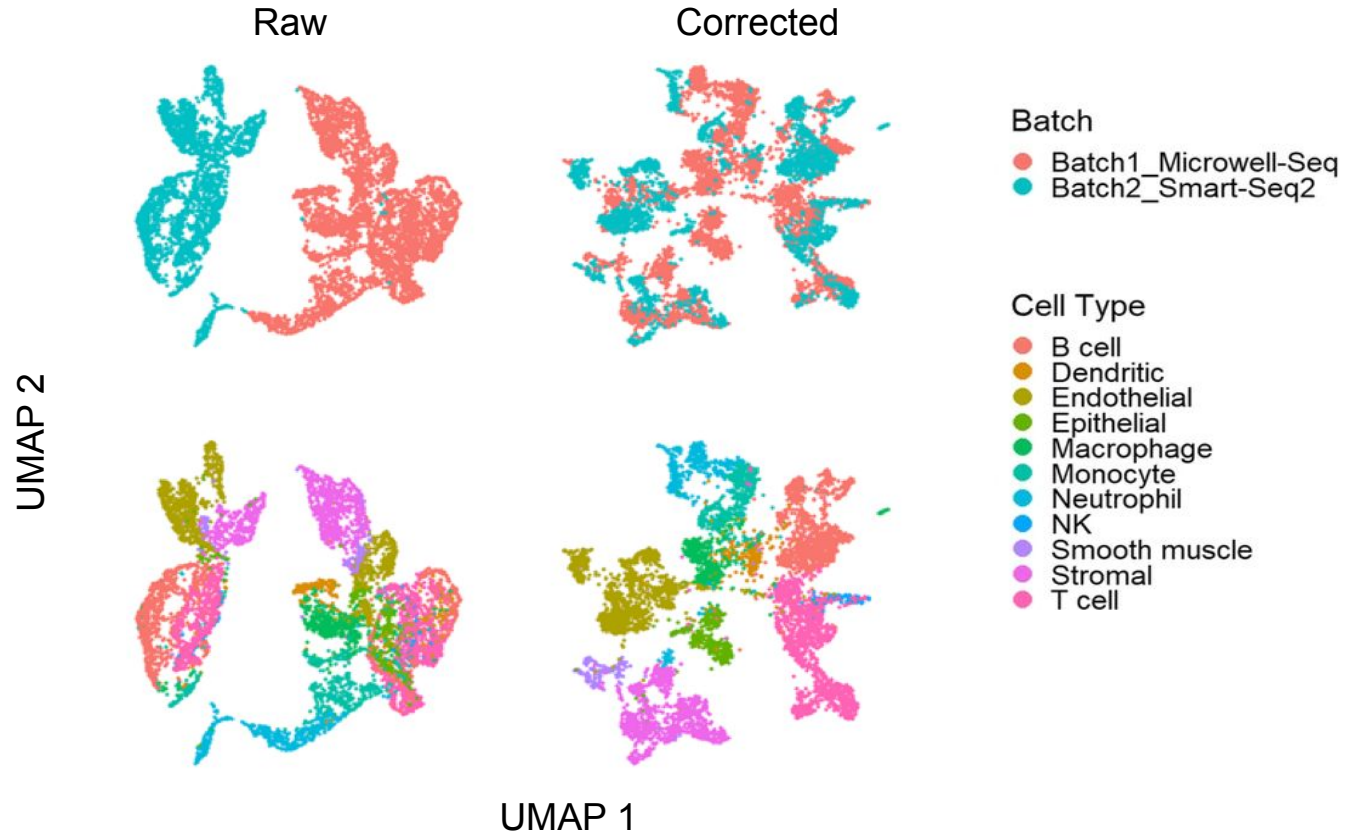 Raw
Corrected
Batch
Batch1_Microwell-Seq
Batch2_Smart-Seq2
Cell Type
B cell
Dendritic
Endothelial
Epithelial
Macrophage
Monocyte
Neutrophil
NK
Smooth muscle
Stromal
T cell
UMAP 2
UMAP 1